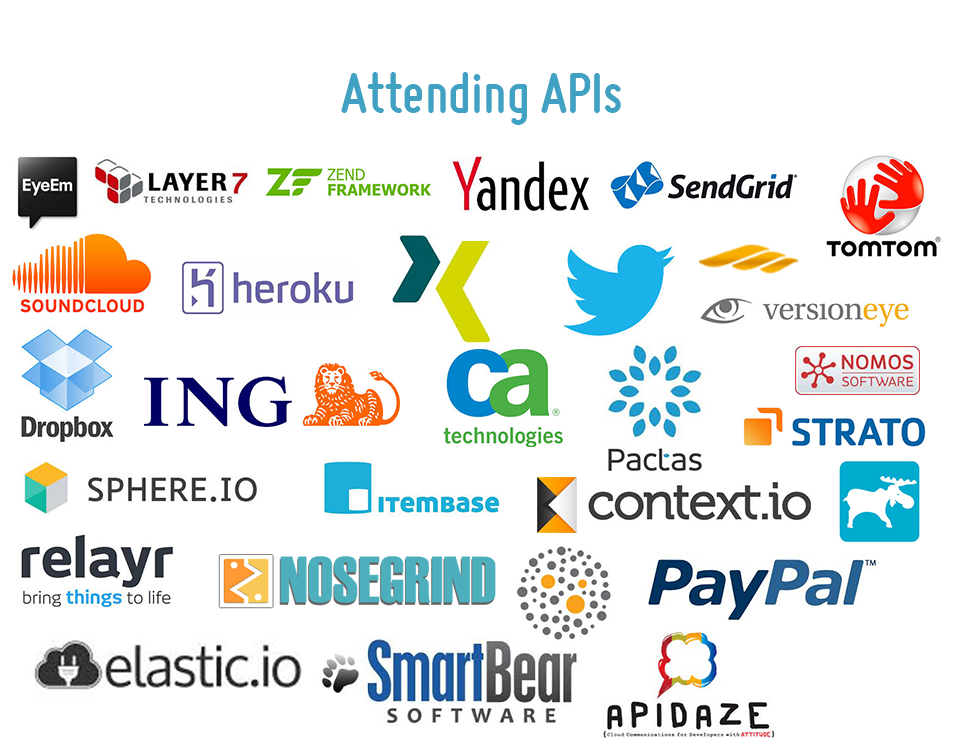 Attending APIs
EyeEm
LAYER 7
TECHNOLOGIES
ZEND
FRAMEWORK
Yandex
SendGrid
TOMTOM
SOUNDCLOUD
heroku
versioneye
Dropbox
ING
ca
technologies
Pactas
NOMOS
SOFTWARE
STRATO
SPHERE.IO
ITEMBASE
context.io
relayr
bring things to life
NOSEGRIND
PayPal™
elastic.io
SmartBear
SOFTWARE
APIDAZE
{Cloud Communications for Developers with ATTITUDE}